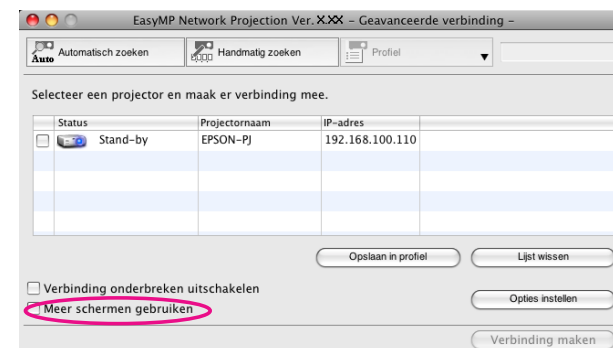 EasyMP Network Projection Ver.X.XX – Geavanceerde verbinding –
Auto Automatisch zoeken Handmatig zoeken Profiel
Selecteer een projector en maak er verbinding mee.
Status Projectornaam IP-adres
Stand-by EPSON-PJ 192.168.100.110
Opslaan in profiel Lijst wissen
Verbinding onderbreken uitschakelen
Meer schermen gebruiken
Opties instellen
Verbinding maken